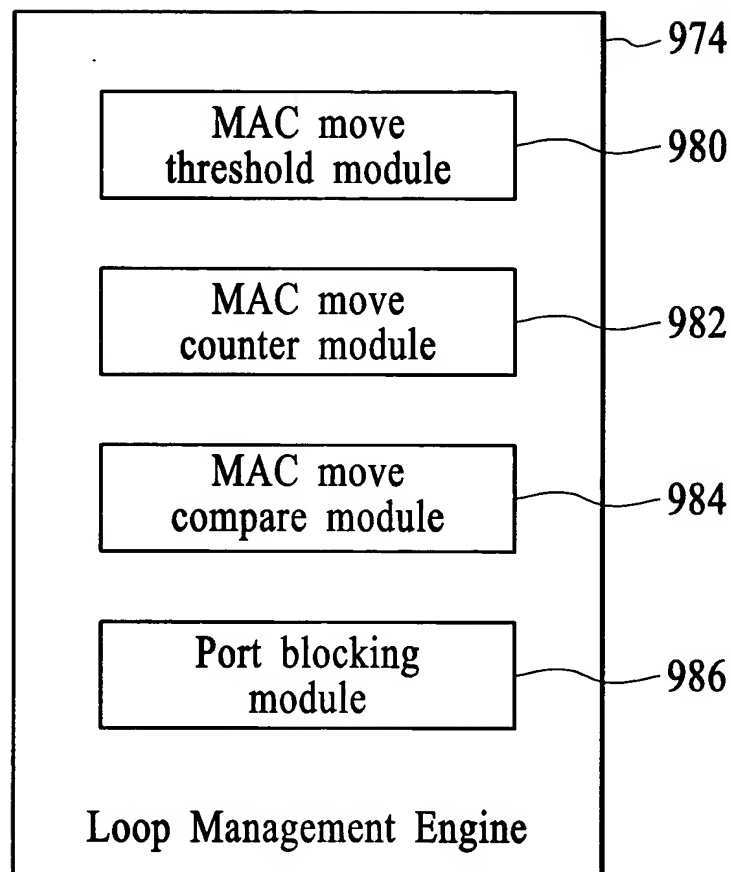 974
MAC move
threshold module
980
MAC move
counter module
982
MAC move
compare module
984
Port blocking
module
986
Loop Management Engine